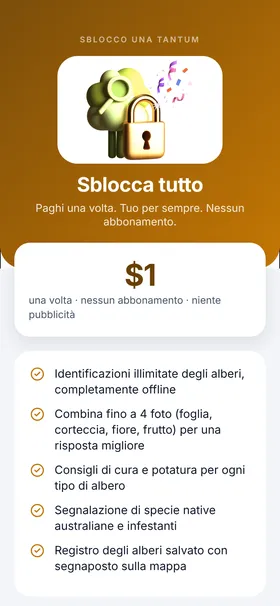 SBLOCCO UNA TANTUM
Sblocca tutto
Paghi una volta. Tuo per sempre. Nessun
abbonamento.
$1
una volta · nessun abbonamento · niente
pubblicità
Identificazioni illimitate degli alberi,
completamente offline
Combina fino a 4 foto (foglia,
corteccia, fiore, frutto) per una
risposta migliore
Consigli di cura e potatura per ogni
tipo di albero
Segnalazione di specie native
australiane e infestanti
Registro degli alberi salvato con
segnaposto sulla mappa